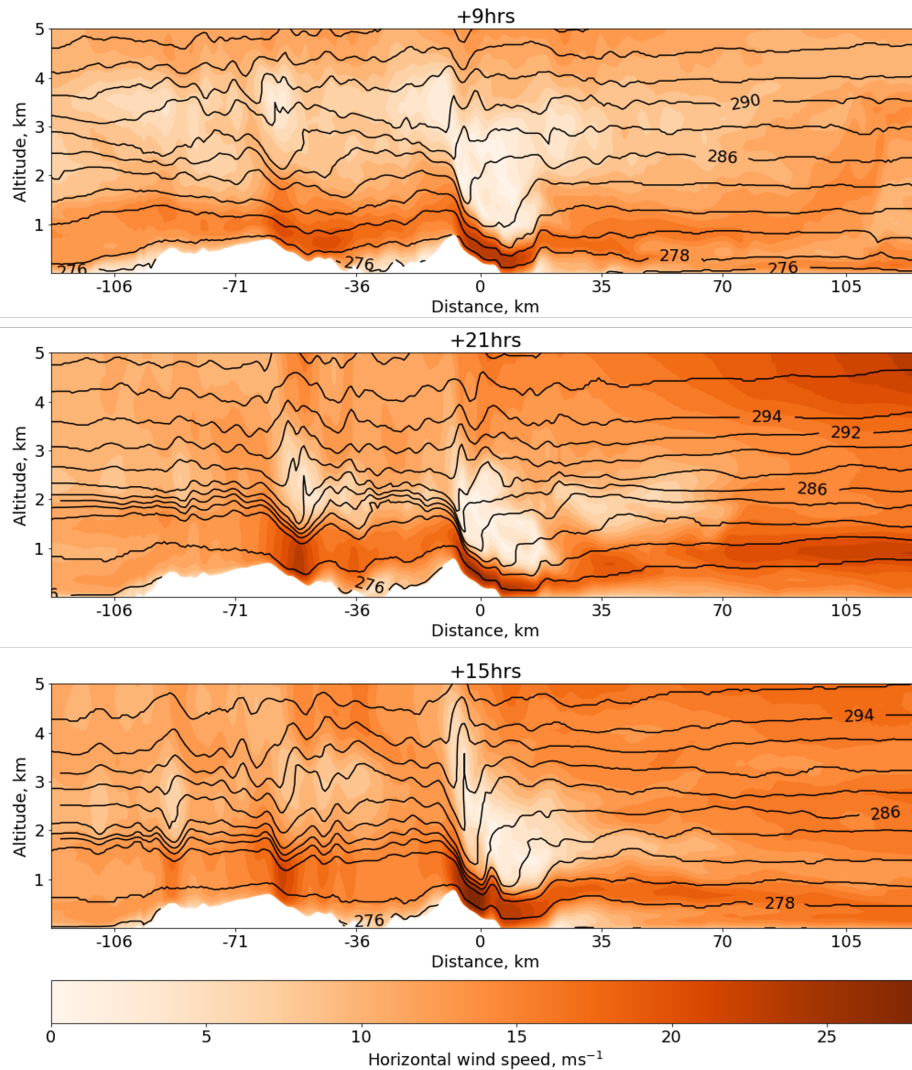 +9hrs
5
4
3
2
1
Altitude, km
290
286
278
276
276
276
-106 -71 -36 0 35 70 105
Distance, km
+21hrs
5
4
3
2
1
Altitude, km
294
292
286
276
6
-106 -71 -36 0 35 70 105
Distance, km
+15hrs
5
4
3
2
1
Altitude, km
294
286
278
276
-106 -71 -36 0 35 70 105
Distance, km
0 5 10 15 20 25
Horizontal wind speed, ms⁻¹